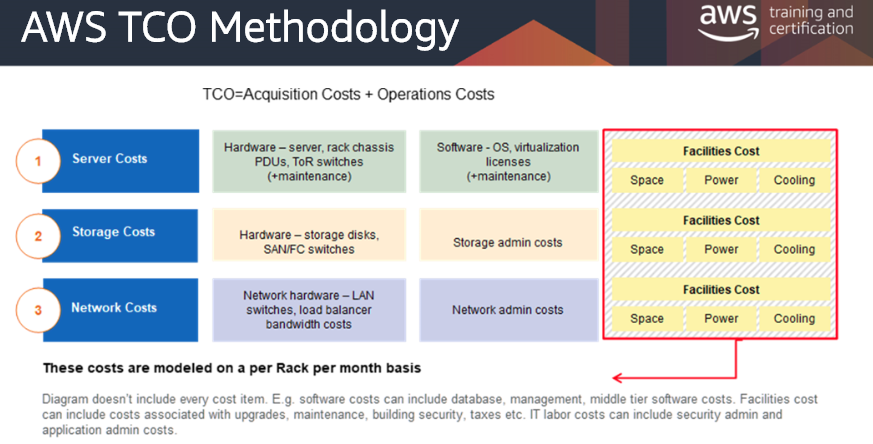 AWS TCO Methodology
aws training and
certification
TCO=Acquisition Costs + Operations Costs
1
Server Costs
Hardware – server, rack chassis
PDUs, ToR switches
(+maintenance)
Software - OS, virtualization
licenses
(+maintenance)
Facilities Cost
Space Power Cooling
2
Storage Costs
Hardware – storage disks,
SAN/FC switches
Storage admin costs
Facilities Cost
Space Power Cooling
3
Network Costs
Network hardware – LAN
switches, load balancer
bandwidth costs
Network admin costs
Facilities Cost
Space Power Cooling
These costs are modeled on a per Rack per month basis
Diagram doesn't include every cost item. E.g. software costs can include database, management, middle tier software costs. Facilities cost
can include costs associated with upgrades, maintenance, building security, taxes etc. IT labor costs can include security admin and
application admin costs.